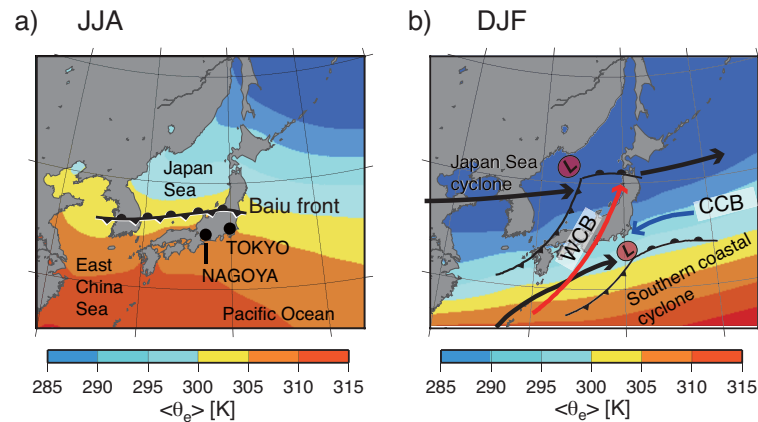 a) JJA
Japan
Sea
Baiu front
TOKYO
NAGOYA
East
China
Sea
Pacific Ocean
285 290 295 300 305 310 315
<θe> [K]
b) DJF
L
Japan Sea
cyclone
CCB
WCB
L
Southern coastal
cyclone
285 290 295 300 305 310 315
<θe> [K]